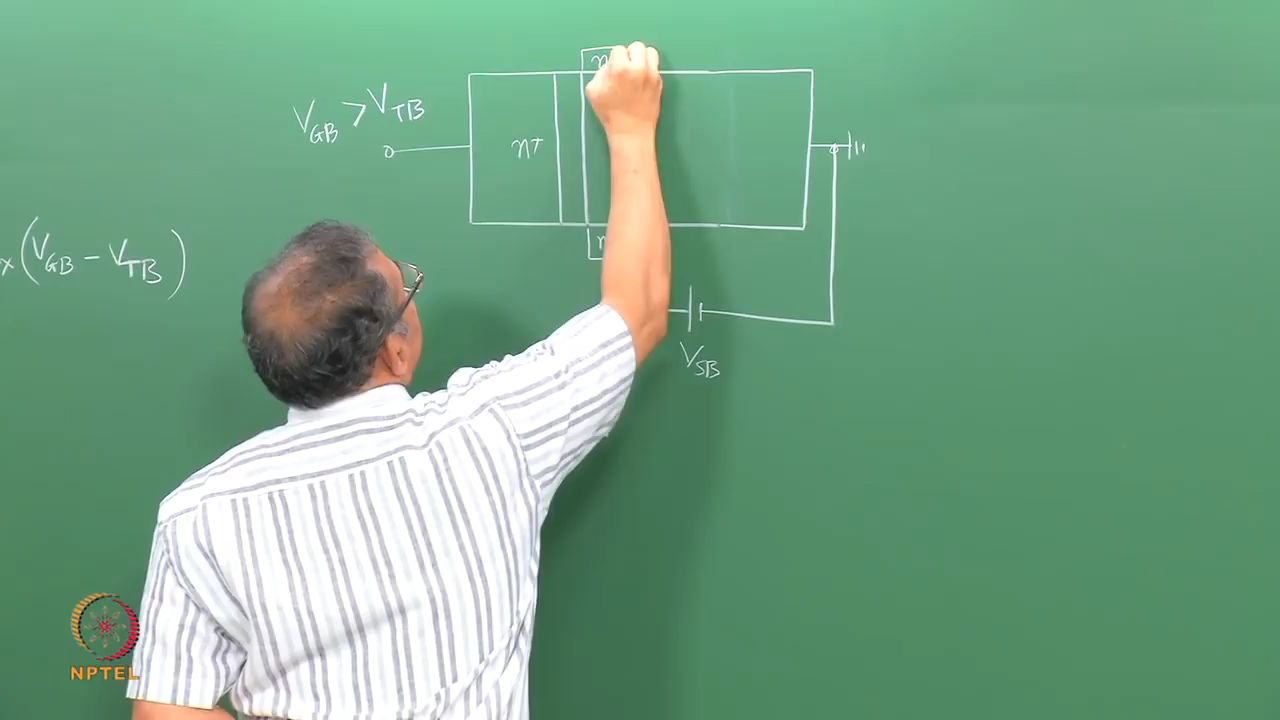 V_GB > V_TB
n+
n
x(V_GB - V_TB)
n
V_SB
NPTEL